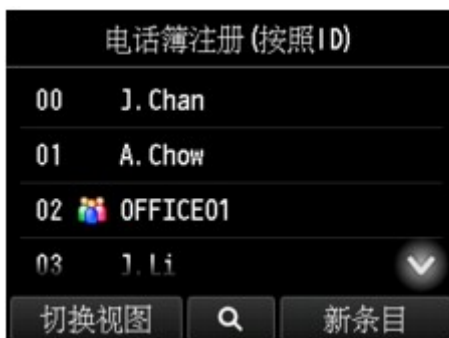 电话簿注册(按照ID)
00 J.Chan
01 A.Chow
02 OFFICE01
03 J.Li
切换视图 新条目